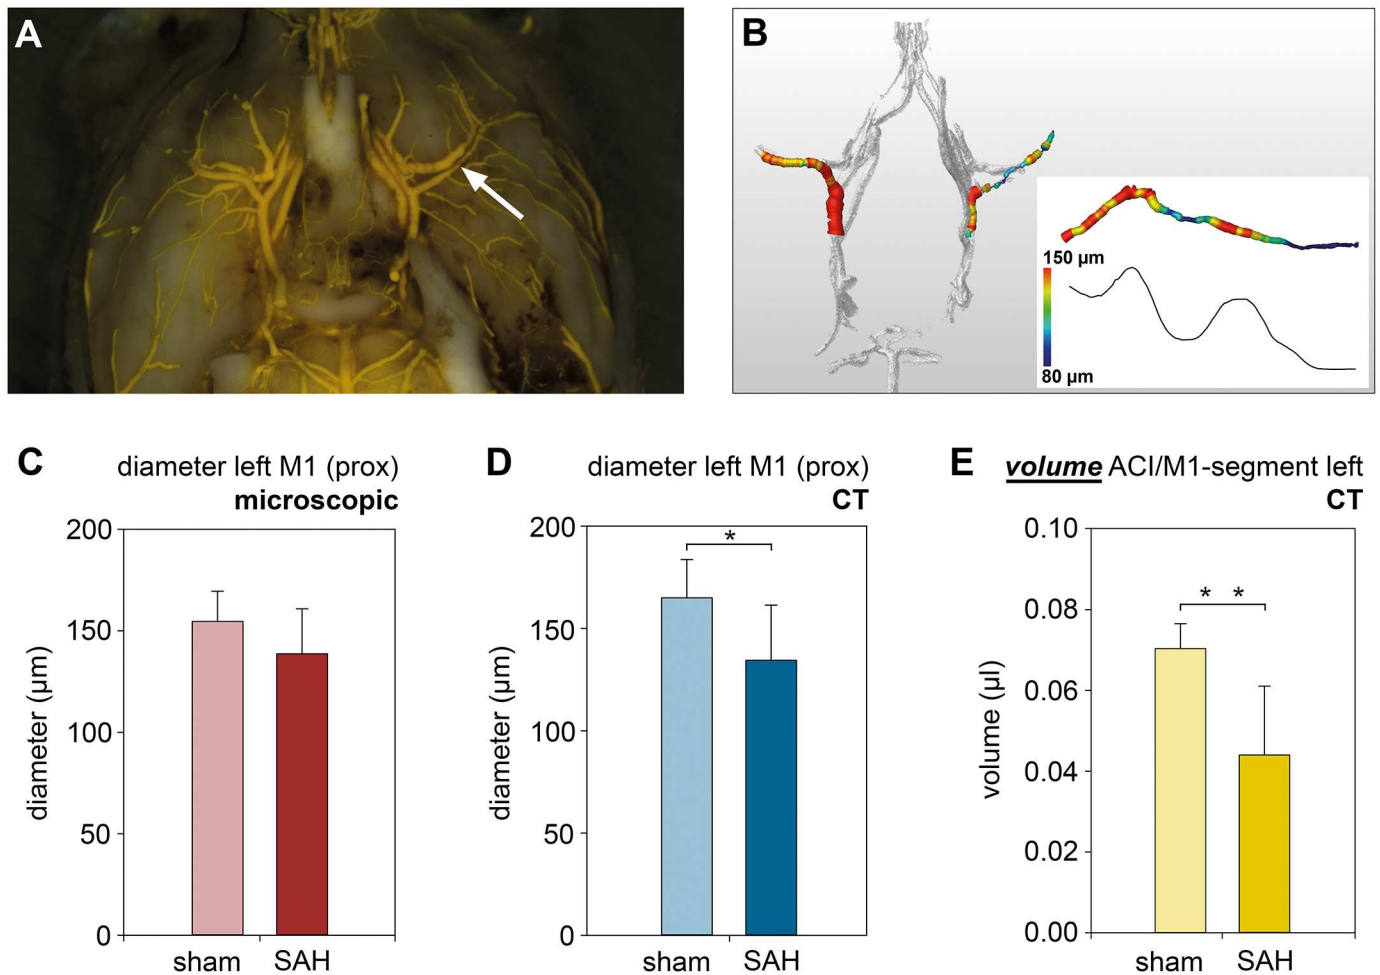 A
B
150 µm
80 µm
C diameter left M1 (prox)
microscopic
200
150
100
50
0
diameter (µm)
sham SAH
D diameter left M1 (prox)
CT
200
150
100
50
0
diameter (µm)
*
sham SAH
E volume ACI/M1-segment left
CT
0.10
0.08
0.06
0.04
0.02
0.00
volume (µl)
* *
sham SAH